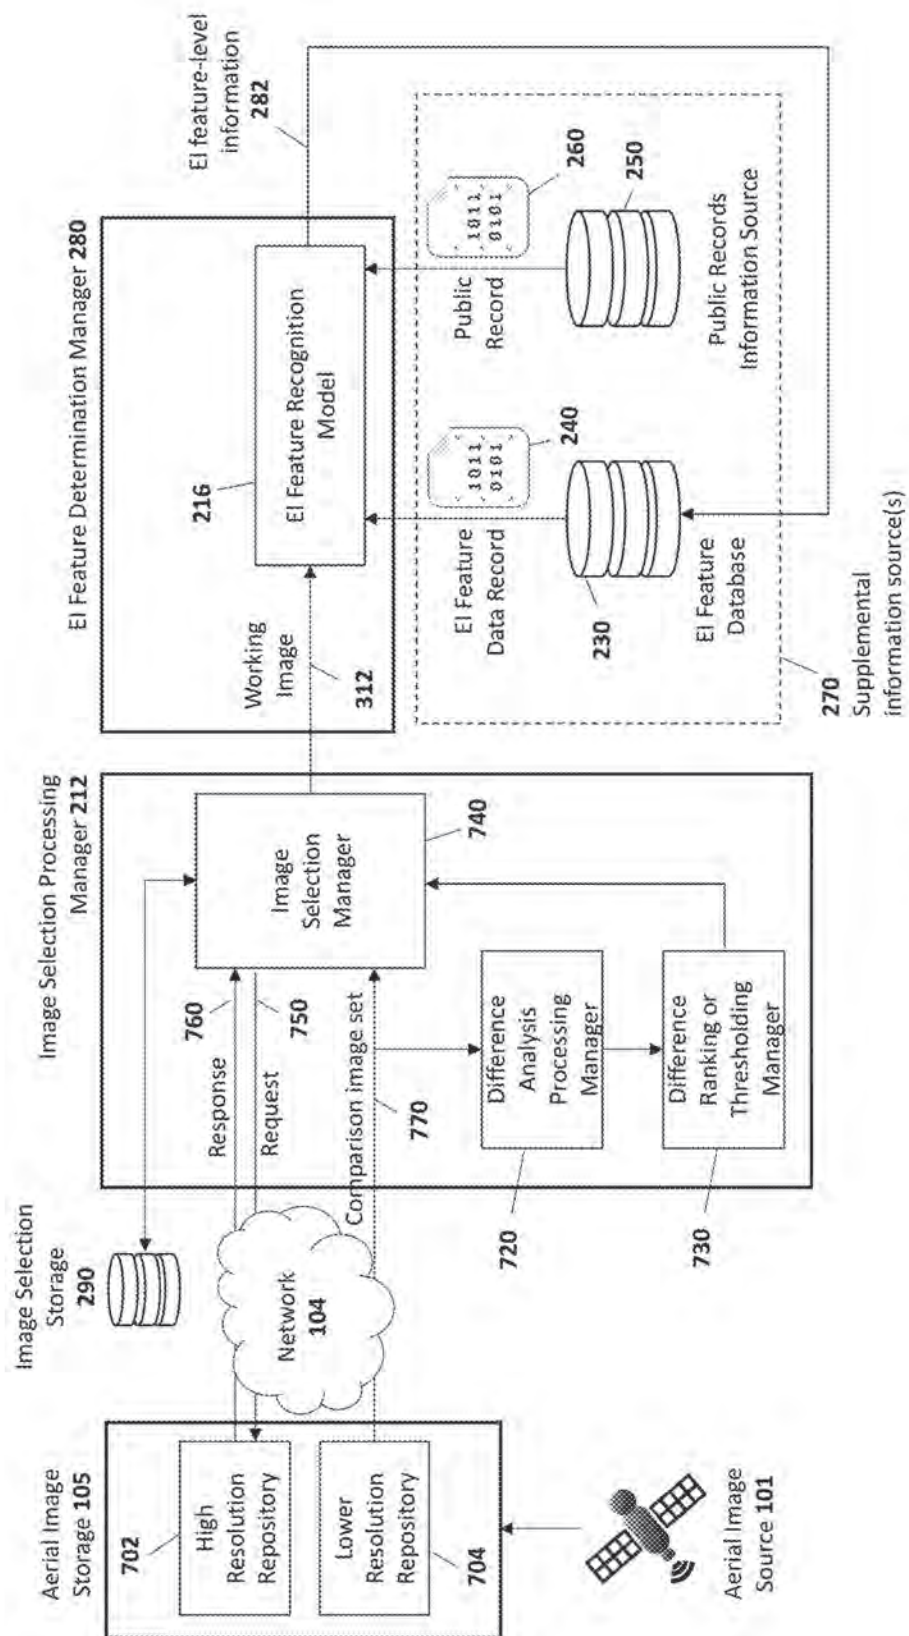 Aerial Image
Storage 105
702
High
Resolution
Repository
Lower
Resolution
Repository
704
Aerial Image
Source 101
Image Selection
Storage
290
Network
104
Image Selection Processing
Manager 212
Response
760
Request
750
Comparison image set
770
Image
Selection
Manager
740
Difference
Analysis
Processing
Manager
720
Difference
Ranking or
Thresholding
Manager
730
EI Feature Determination Manager 280
Working
Image
312
216
EI Feature Recognition
Model
EI feature-level
information
282
EI Feature
Data Record
1011
0101
240
230
EI Feature
Database
Public
Record
1011
0101
260
250
Public Records
Information Source
270
Supplemental
information source(s)